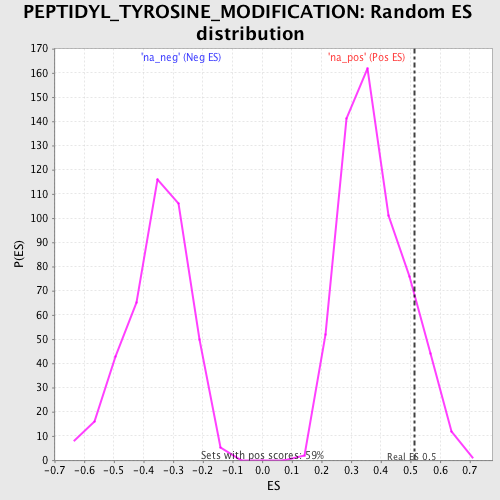 PEPTIDYL_TYROSINE_MODIFICATION: Random ES
distribution
'na_neg' (Neg ES)
'na_pos' (Pos ES)
170
160
150
140
130
120
110
100
90
80
70
60
50
40
30
20
10
0
P(ES)
Sets with pos scores: 59%
Real ES 0.5
-0.7 -0.6 -0.5 -0.4 -0.3 -0.2 -0.1 0.0 0.1 0.2 0.3 0.4 0.5 0.6 0.7
ES